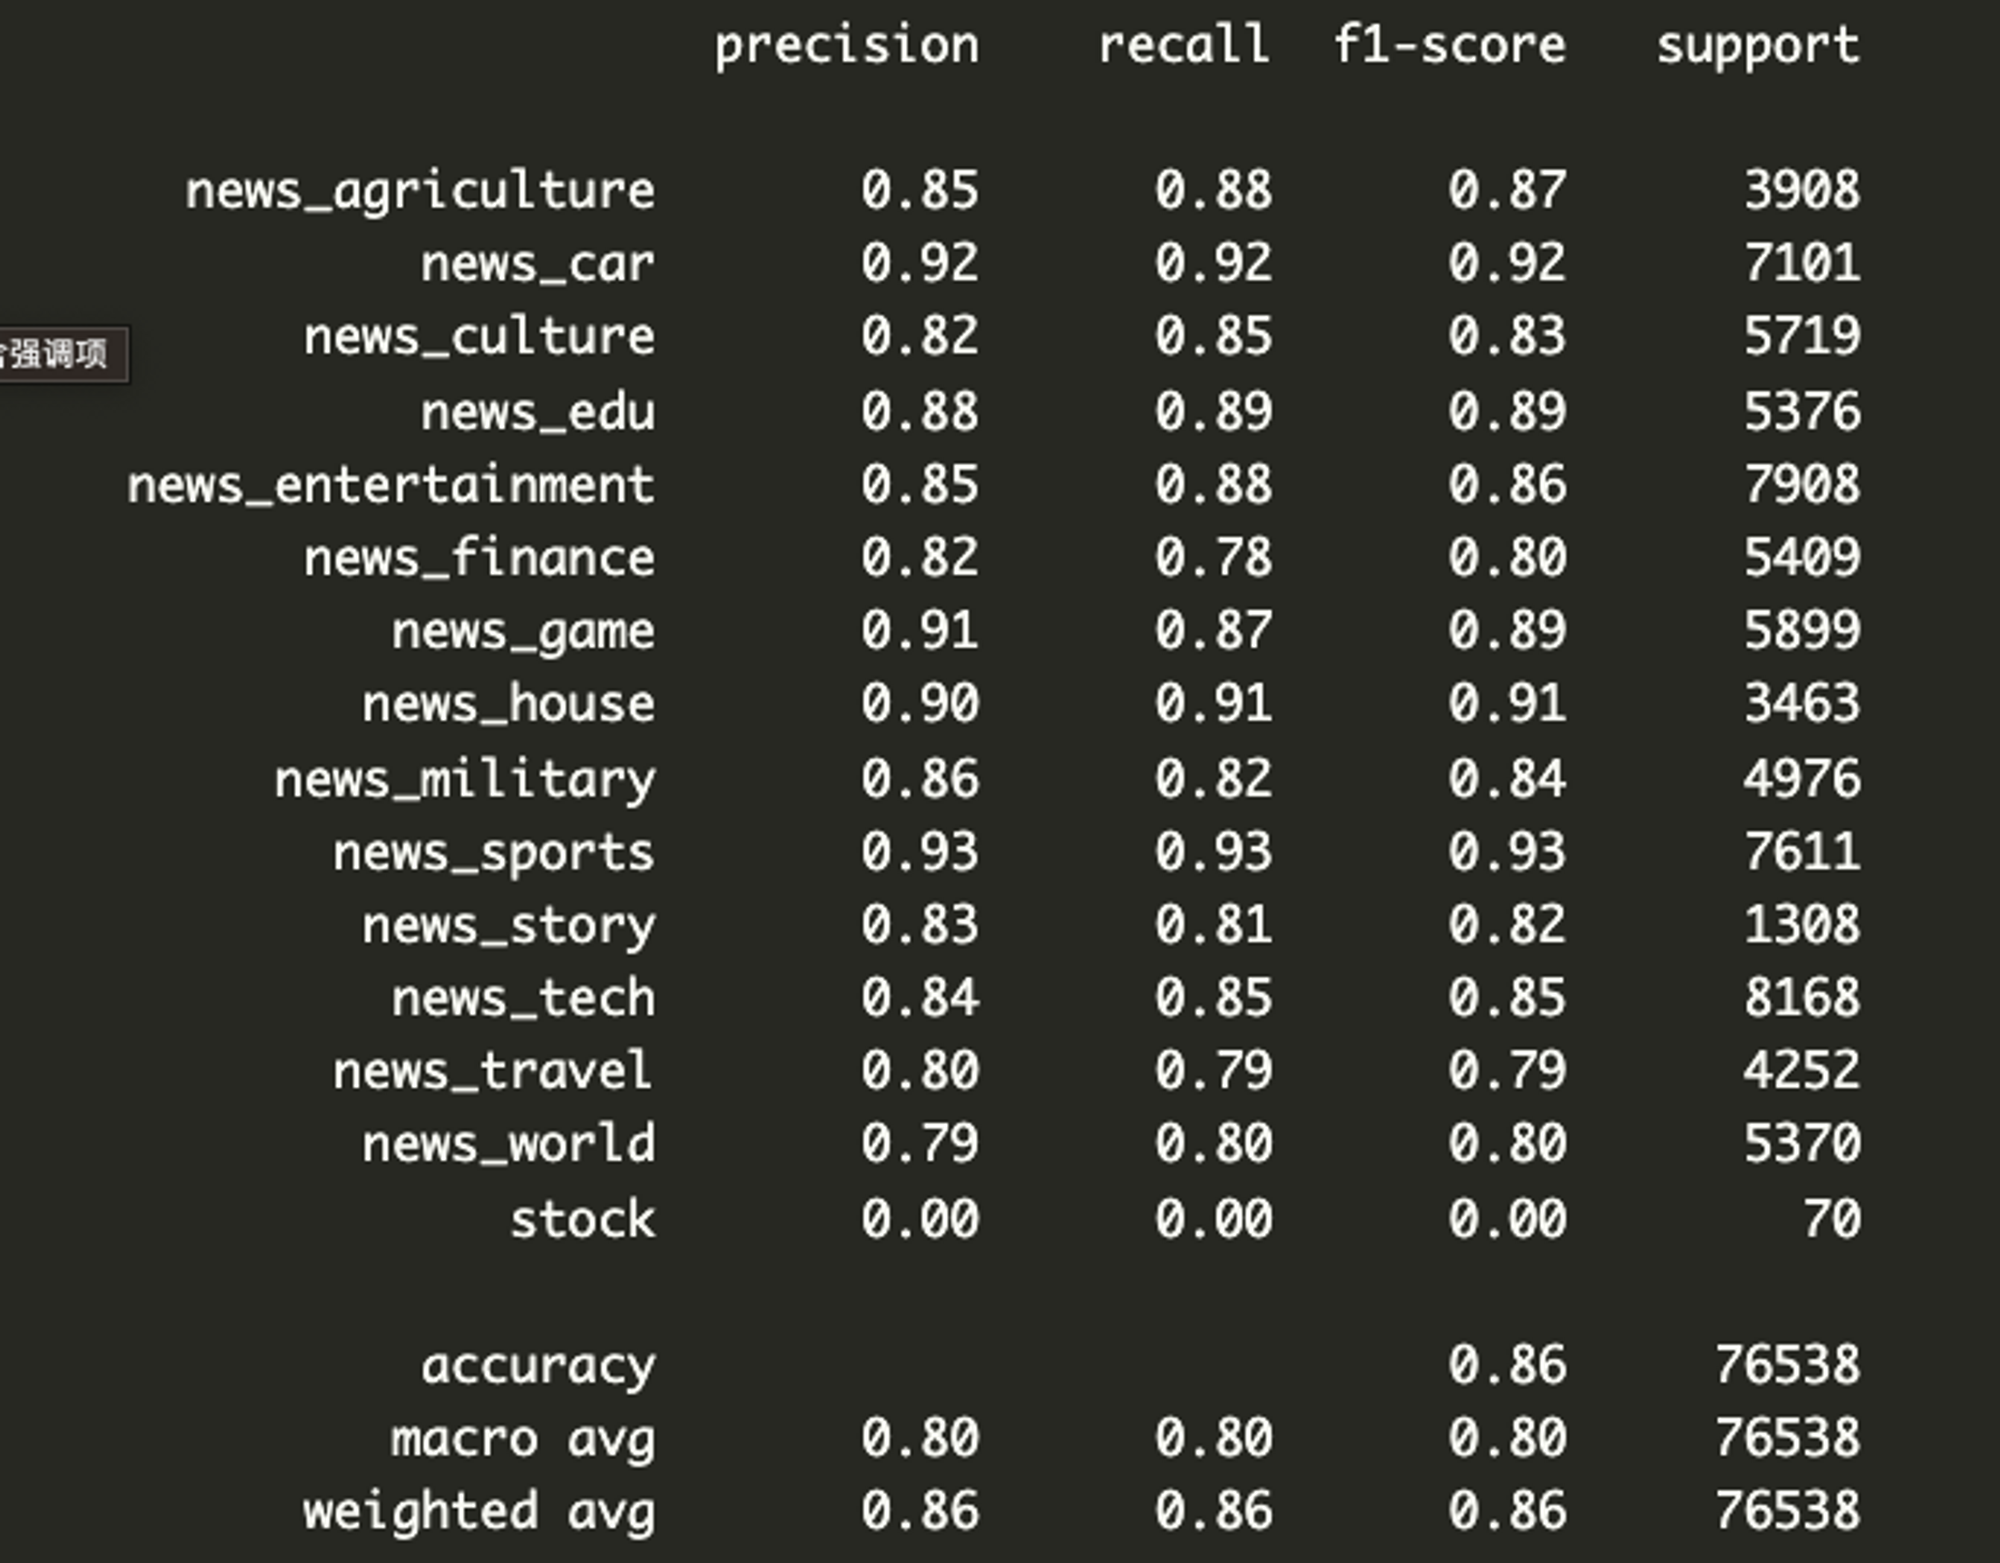 precision recall f1-score support
news_agriculture 0.85 0.88 0.87 3908
news_car 0.92 0.92 0.92 7101
news_culture 0.82 0.85 0.83 5719
强调项
news_edu 0.88 0.89 0.89 5376
news_entertainment 0.85 0.88 0.86 7908
news_finance 0.82 0.78 0.80 5409
news_game 0.91 0.87 0.89 5899
news_house 0.90 0.91 0.91 3463
news_military 0.86 0.82 0.84 4976
news_sports 0.93 0.93 0.93 7611
news_story 0.83 0.81 0.82 1308
news_tech 0.84 0.85 0.85 8168
news_travel 0.80 0.79 0.79 4252
news_world 0.79 0.80 0.80 5370
stock 0.00 0.00 0.00 70
accuracy 0.86 76538
macro avg 0.80 0.80 0.80 76538
weighted avg 0.86 0.86 0.86 76538